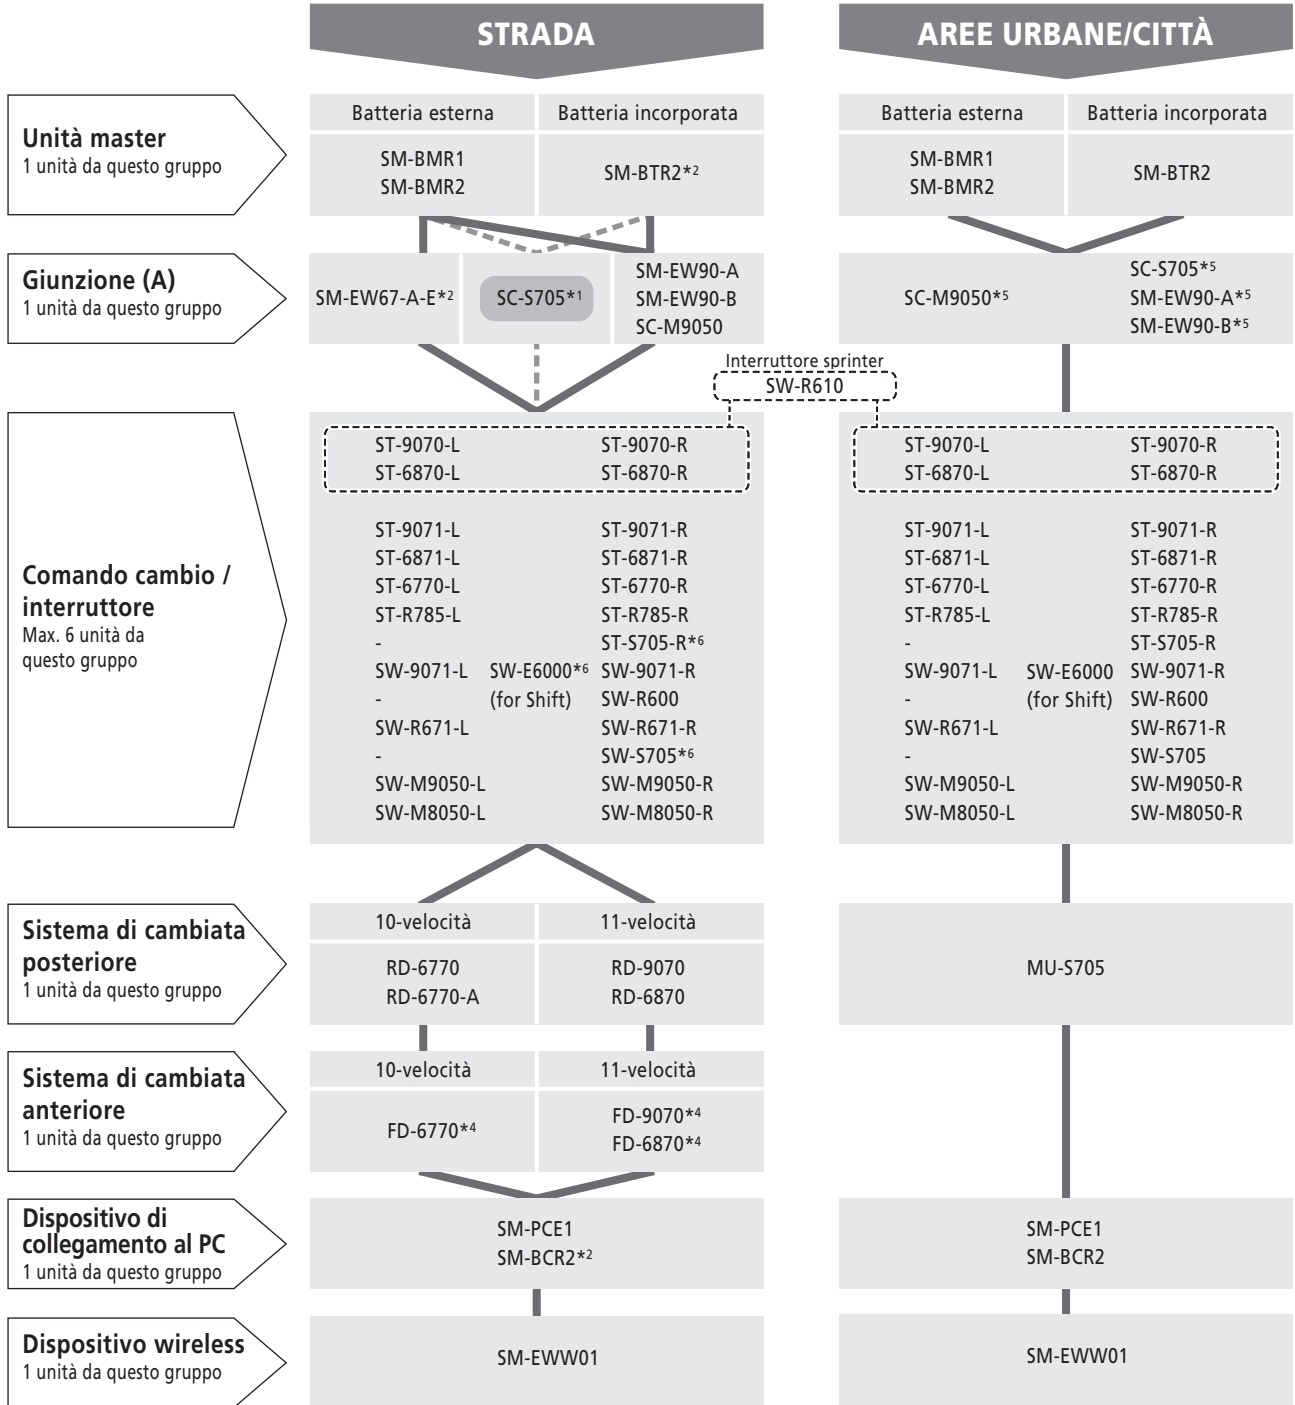 STRADA
AREE URBANE/CITTÀ
Unità master
1 unità da questo gruppo
Batteria esterna
Batteria incorporata
SM-BMR1
SM-BMR2
SM-BTR2*2
Batteria esterna
Batteria incorporata
SM-BMR1
SM-BMR2
SM-BTR2
Giunzione (A)
1 unità da questo gruppo
SM-EW67-A-E*2
SC-S705*1
SM-EW90-A
SM-EW90-B
SC-M9050
SC-M9050*5
SC-S705*5
SM-EW90-A*5
SM-EW90-B*5
Interruttore sprinter
SW-R610
Comando cambio /
interruttore
Max. 6 unità da
questo gruppo
ST-9070-L ST-9070-R
ST-6870-L ST-6870-R
ST-9071-L ST-9071-R
ST-6871-L ST-6871-R
ST-6770-L ST-6770-R
ST-R785-L ST-R785-R
- ST-S705-R*6
SW-9071-L SW-E6000*6 SW-9071-R
- (for Shift) SW-R600
SW-R671-L SW-R671-R
- SW-S705*6
SW-M9050-L SW-M9050-R
SW-M8050-L SW-M8050-R
ST-9070-L ST-9070-R
ST-6870-L ST-6870-R
ST-9071-L ST-9071-R
ST-6871-L ST-6871-R
ST-6770-L ST-6770-R
ST-R785-L ST-R785-R
- ST-S705-R
SW-9071-L SW-E6000 SW-9071-R
- (for Shift) SW-R600
SW-R671-L SW-R671-R
- SW-S705
SW-M9050-L SW-M9050-R
SW-M8050-L SW-M8050-R
Sistema di cambiata
posteriore
1 unità da questo gruppo
10-velocità
11-velocità
RD-6770
RD-6770-A
RD-9070
RD-6870
MU-S705
Sistema di cambiata
anteriore
1 unità da questo gruppo
10-velocità
11-velocità
FD-6770*4
FD-9070*4
FD-6870*4
Dispositivo di
collegamento al PC
1 unità da questo gruppo
SM-PCE1
SM-BCR2*2
SM-PCE1
SM-BCR2
Dispositivo wireless
1 unità da questo gruppo
SM-EWW01
SM-EWW01